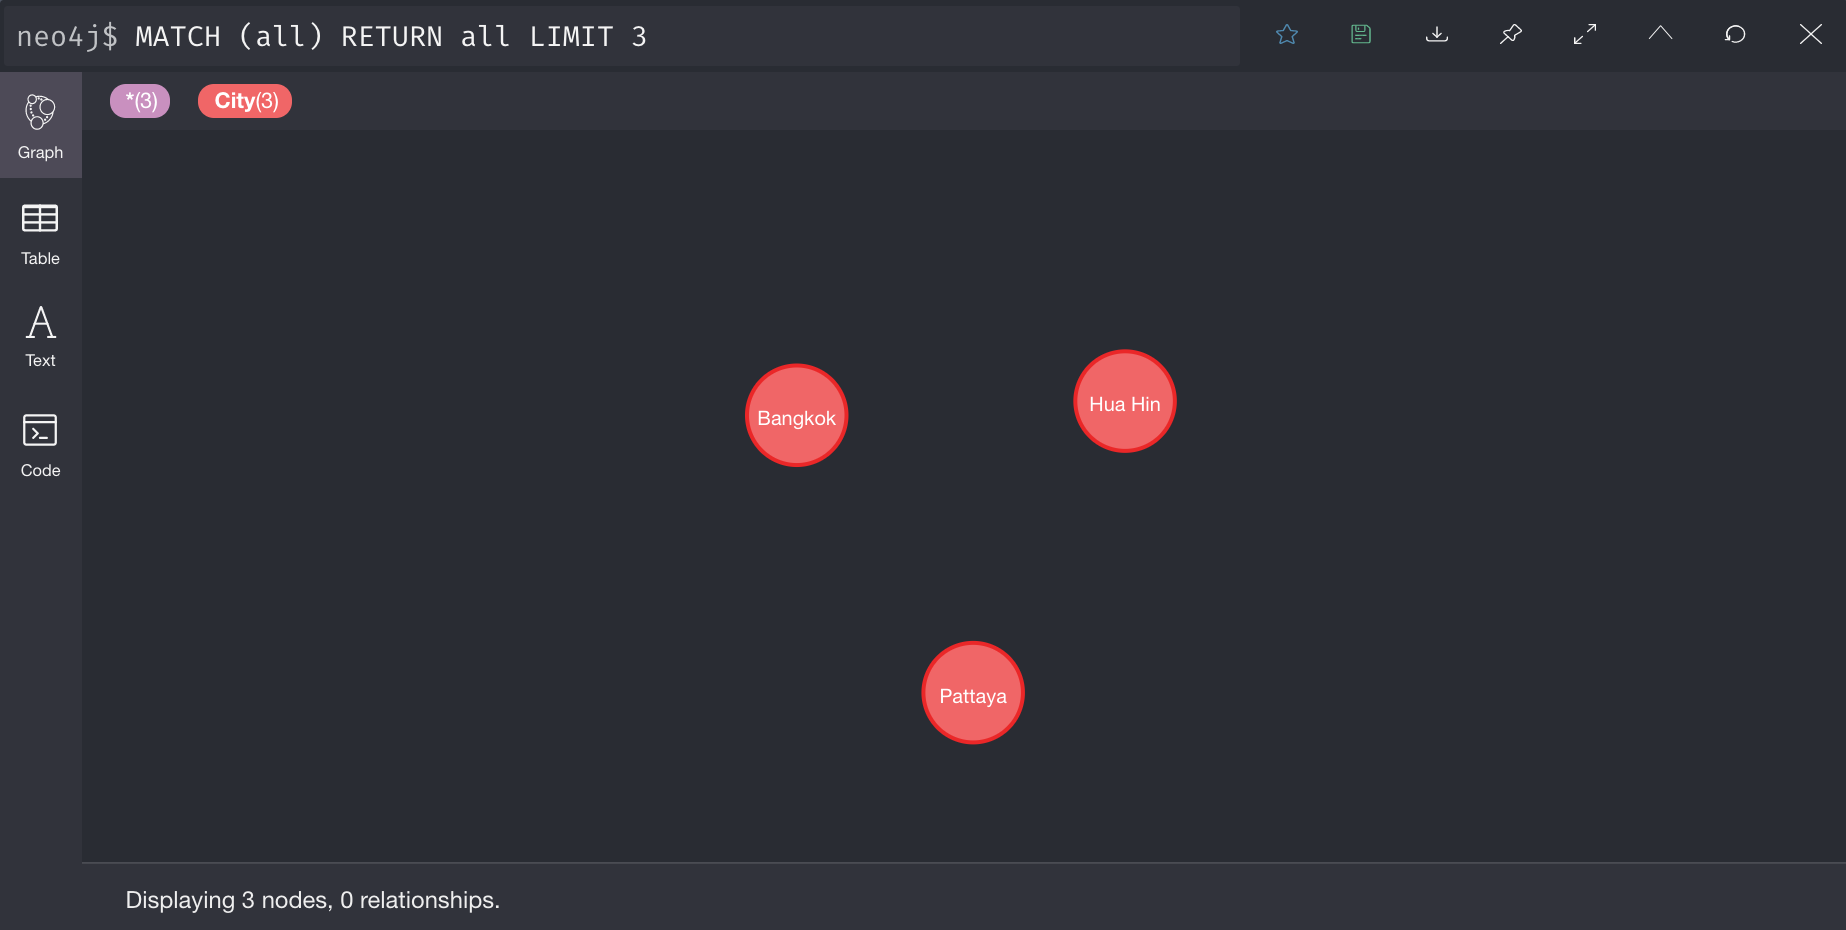 neo4j$ MATCH (all) RETURN all LIMIT 3
*(3) City(3)
Graph
Table
Text
Code
Bangkok
Hua Hin
Pattaya
Displaying 3 nodes, 0 relationships.